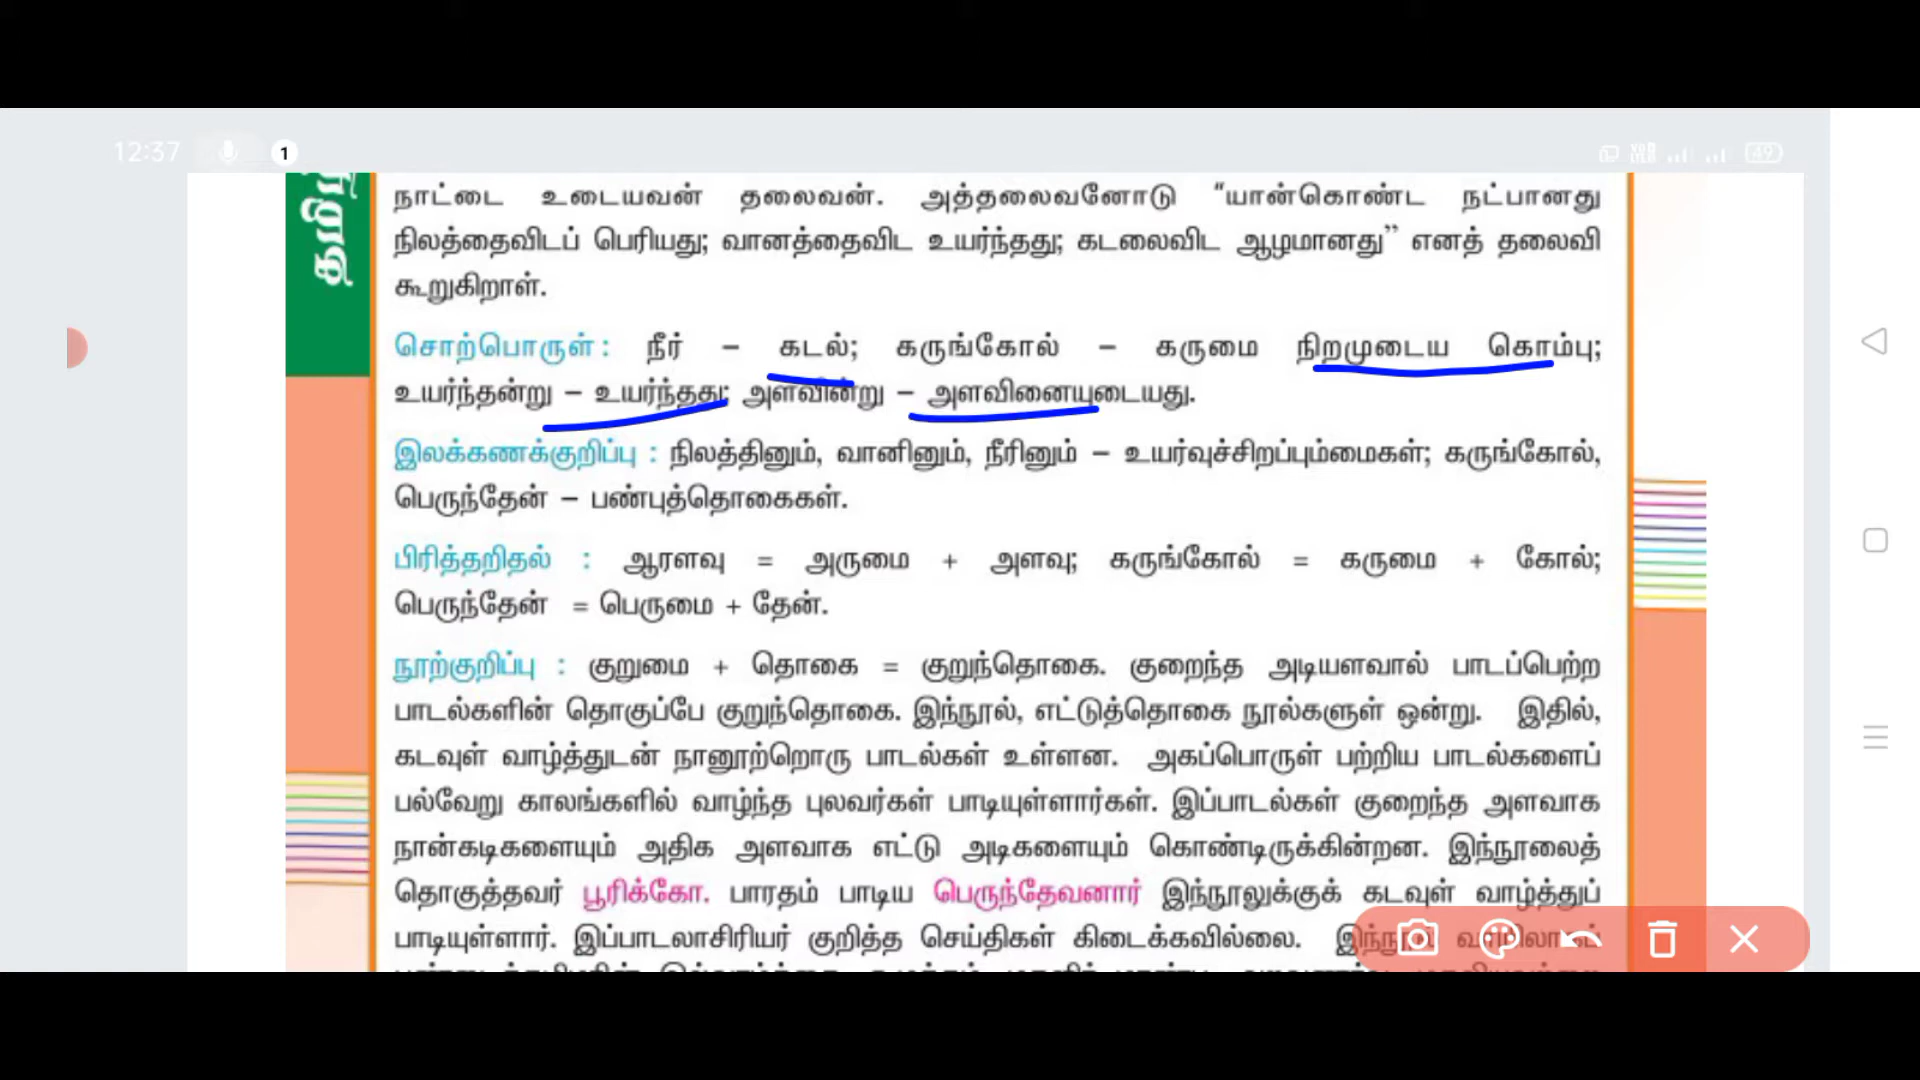 12:37
1
49
தமிழ்
நாட்டை உடையவன் தலைவன். அத்தலைவனோடு “யான்கொண்ட நட்பானது
நிலத்தைவிடப் பெரியது; வானத்தைவிட உயர்ந்தது; கடலைவிட ஆழமானது” எனத் தலைவி
கூறுகிறாள்.
சொற்பொருள் : நீர் – கடல்; கருங்கோல் – கருமை நிறமுடைய கொம்பு;
உயர்ந்தன்று – உயர்ந்தது; அளவின்று – அளவினையுடையது.
இலக்கணக்குறிப்பு : நிலத்தினும், வானினும், நீரினும் – உயர்வுச்சிறப்பும்மைகள்; கருங்கோல்,
பெருந்தேன் – பண்புத்தொகைகள்.
பிரித்தறிதல் : ஆரளவு = அருமை + அளவு; கருங்கோல் = கருமை + கோல்;
பெருந்தேன் = பெருமை + தேன்.
நூற்குறிப்பு : குறுமை + தொகை = குறுந்தொகை. குறைந்த அடியளவால் பாடப்பெற்ற
பாடல்களின் தொகுப்பே குறுந்தொகை. இந்நூல், எட்டுத்தொகை நூல்களுள் ஒன்று. இதில்,
கடவுள் வாழ்த்துடன் நானூற்றொரு பாடல்கள் உள்ளன. அகப்பொருள் பற்றிய பாடல்களைப்
பல்வேறு காலங்களில் வாழ்ந்த புலவர்கள் பாடியுள்ளார்கள். இப்பாடல்கள் குறைந்த அளவாக
நான்கடிகளையும் அதிக அளவாக எட்டு அடிகளையும் கொண்டிருக்கின்றன. இந்நூலைத்
தொகுத்தவர் பூரிக்கோ. பாரதம் பாடிய பெருந்தேவனார் இந்நூலுக்குக் கடவுள் வாழ்த்துப்
பாடியுள்ளார். இப்பாடலாசிரியர் குறித்த செய்திகள் கிடைக்கவில்லை. இந்நூல்